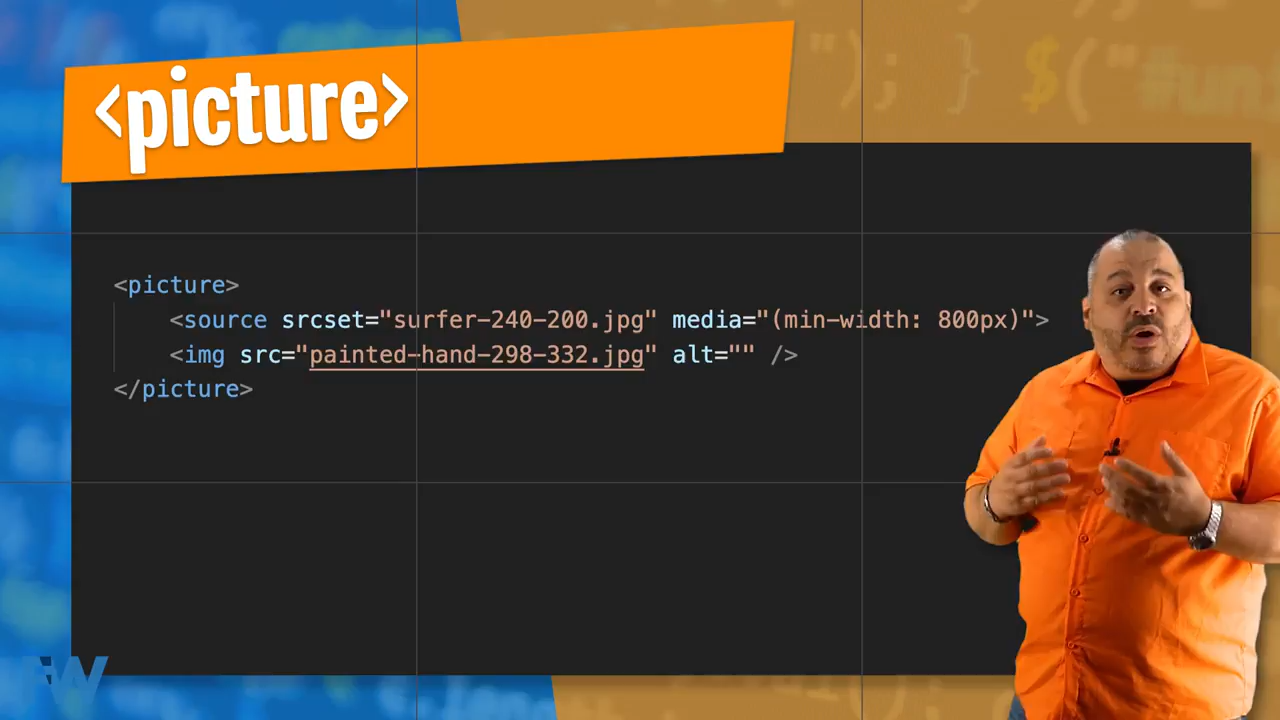 <picture>
<picture>
<source srcset="surfer-240-200.jpg" media="(min-width: 800px)">
<img src="painted-hand-298-332.jpg" alt="" />
</picture>